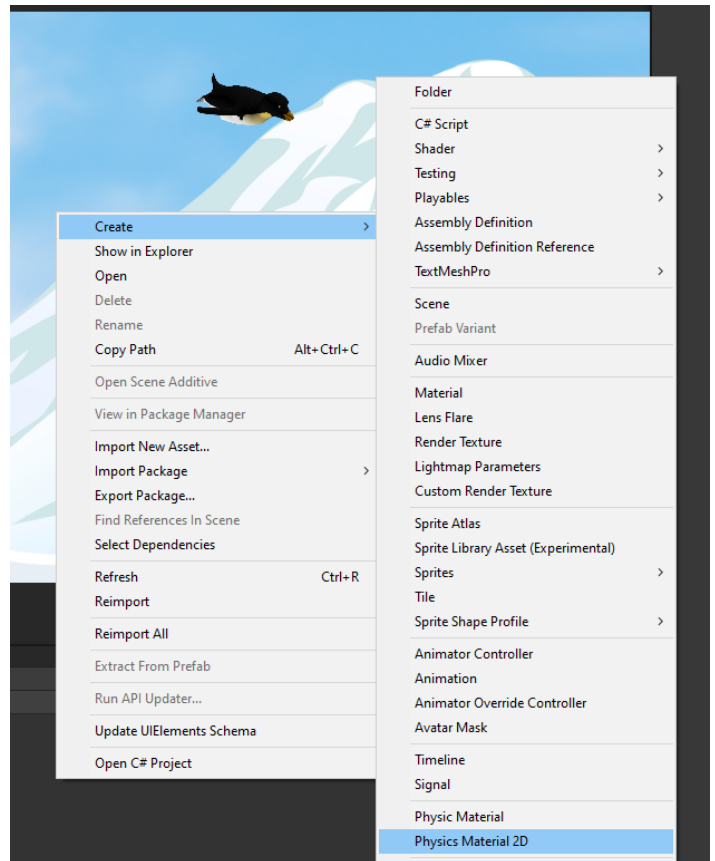 Create
Show in Explorer
Open
Delete
Rename
Copy Path Alt+Ctrl+C
Open Scene Additive
View in Package Manager
Import New Asset...
Import Package
Export Package...
Find References In Scene
Select Dependencies
Refresh Ctrl+R
Reimport
Reimport All
Extract From Prefab
Run API Updater...
Update UIElements Schema
Open C# Project
Folder
C# Script
Shader
Testing
Playables
Assembly Definition
Assembly Definition Reference
TextMeshPro
Scene
Prefab Variant
Audio Mixer
Material
Lens Flare
Render Texture
Lightmap Parameters
Custom Render Texture
Sprite Atlas
Sprite Library Asset (Experimental)
Sprites
Tile
Sprite Shape Profile
Animator Controller
Animation
Animator Override Controller
Avatar Mask
Timeline
Signal
Physic Material
Physics Material 2D